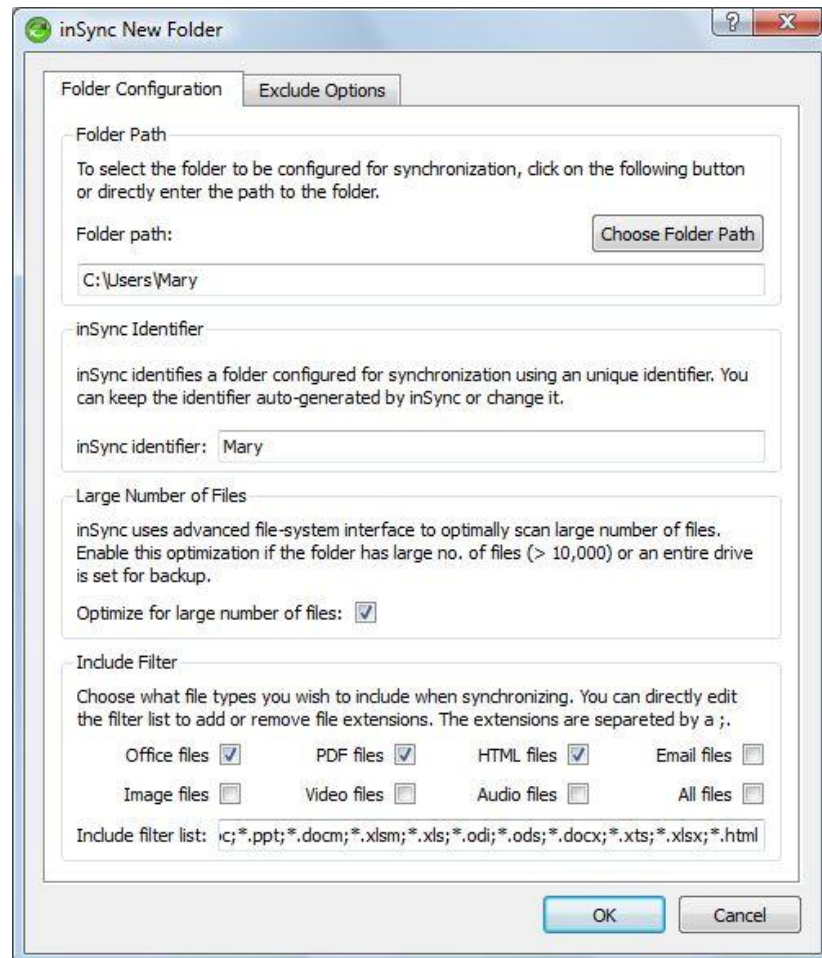 inSync New Folder
Folder Configuration
Exclude Options
Folder Path
To select the folder to be configured for synchronization, click on the following button
or directly enter the path to the folder.
Folder path:
Choose Folder Path
C:\Users\Mary
inSync Identifier
inSync identifies a folder configured for synchronization using an unique identifier. You
can keep the identifier auto-generated by inSync or change it.
inSync identifier: Mary
Large Number of Files
inSync uses advanced file-system interface to optimally scan large number of files.
Enable this optimization if the folder has large no. of files (> 10,000) or an entire drive
is set for backup.
Optimize for large number of files:
Include Filter
Choose what file types you wish to include when synchronizing. You can directly edit
the filter list to add or remove file extensions. The extensions are separeted by a ;.
Office files PDF files HTML files Email files
Image files Video files Audio files All files
Include filter list: c;*.ppt;*.docm;*.xlsm;*.xls;*.odi;*.ods;*.docx;*.xts;*.xlsx;*.html
OK Cancel